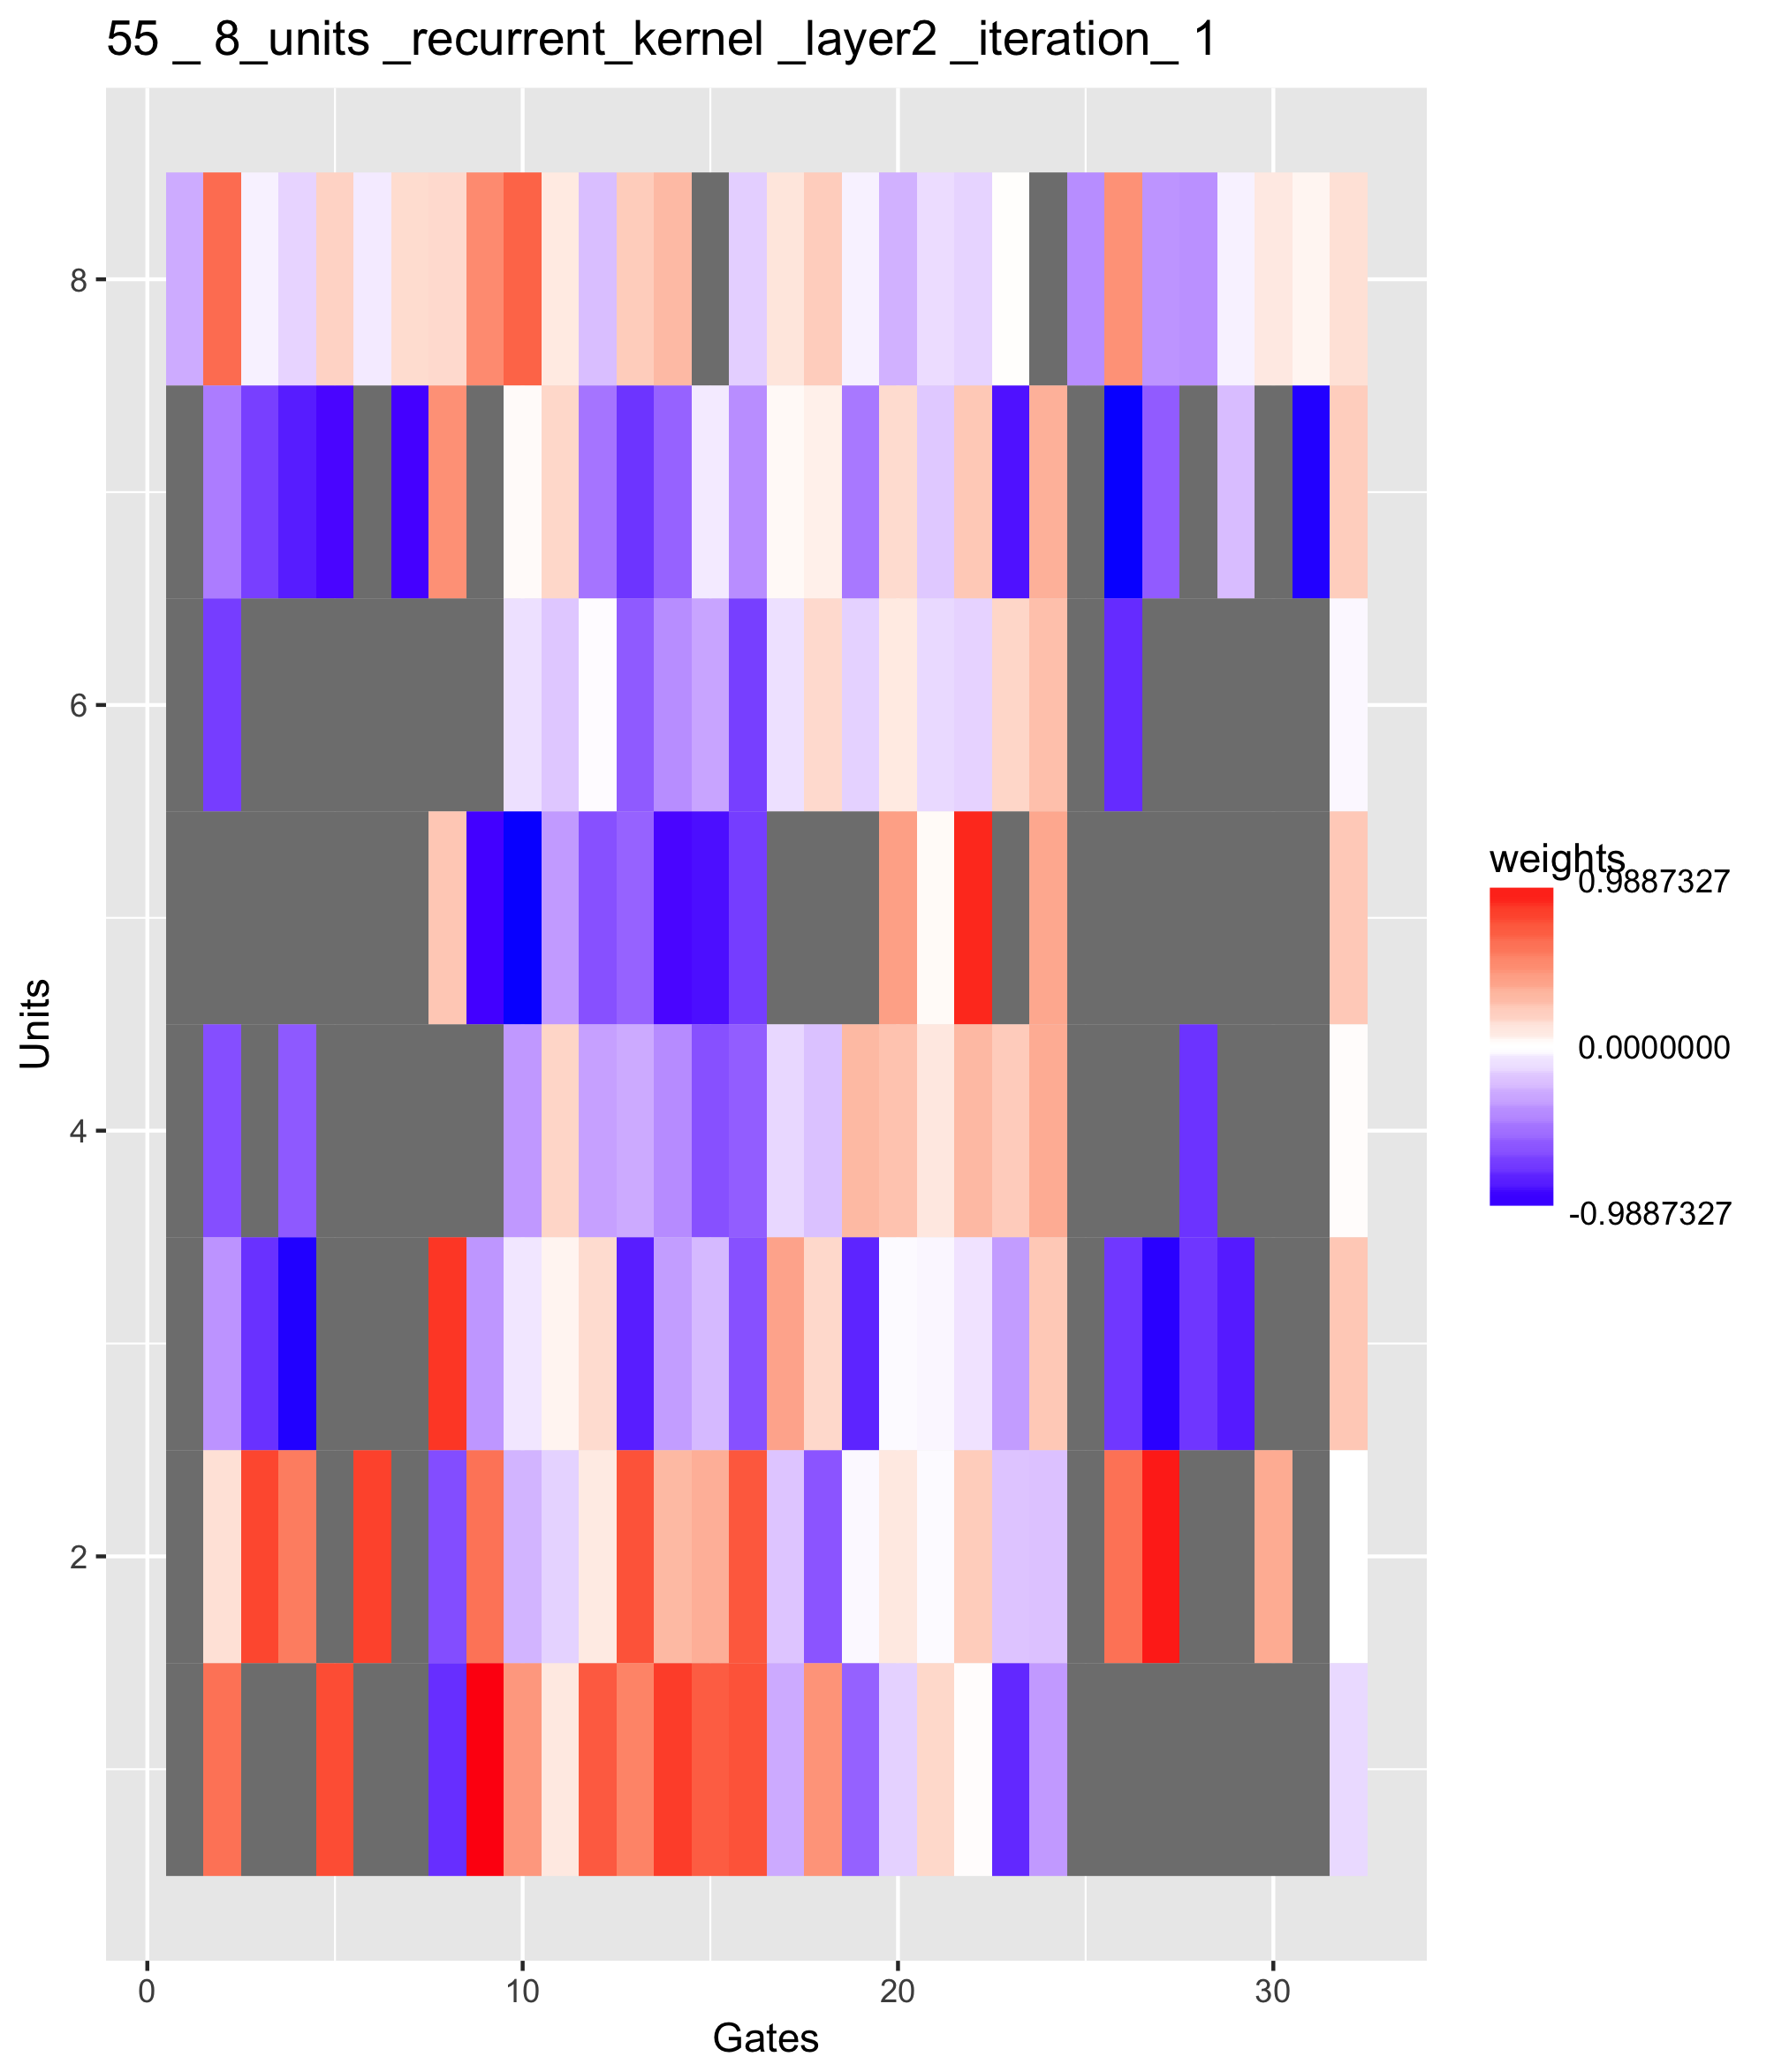 55 _ 8_units _recurrent_kernel _layer2 _iteration_ 1
8
6
4
2
Units
0 10 20 30
Gates
weights
0.9887327
0.0000000
-0.9887327